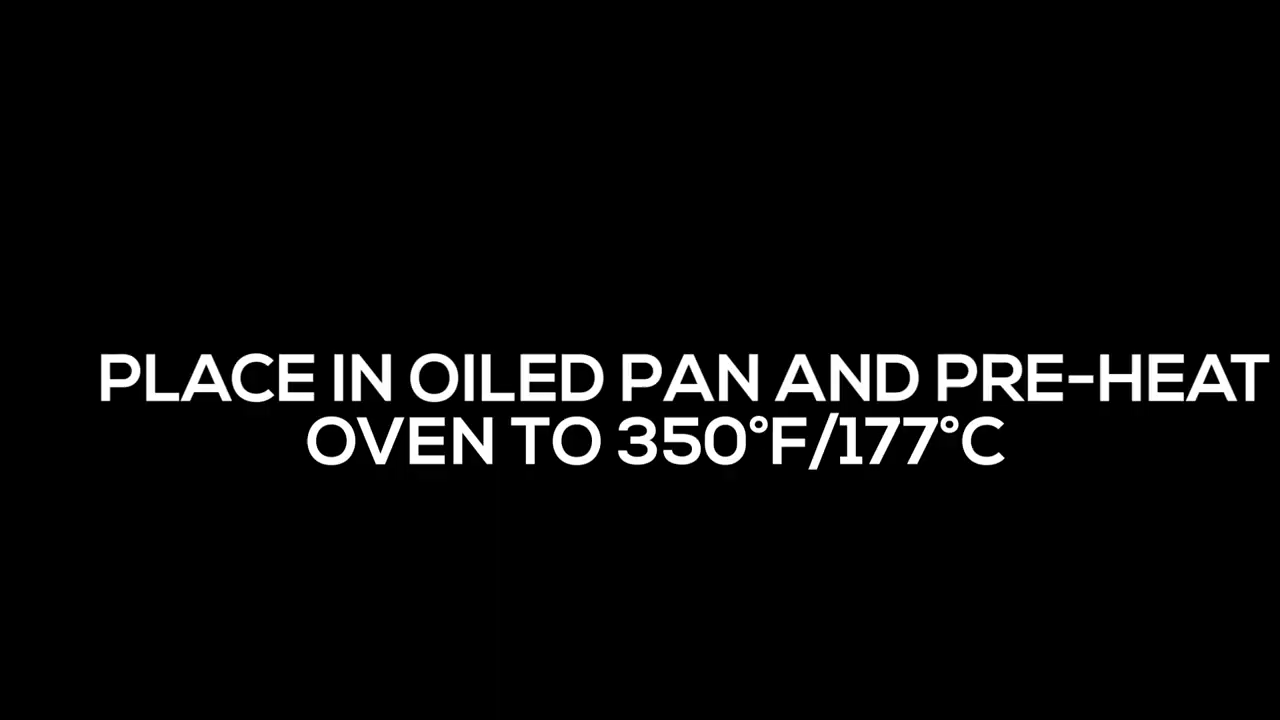 PLACE IN OILED PAN AND PRE-HEAT
OVEN TO 350°F/177°C